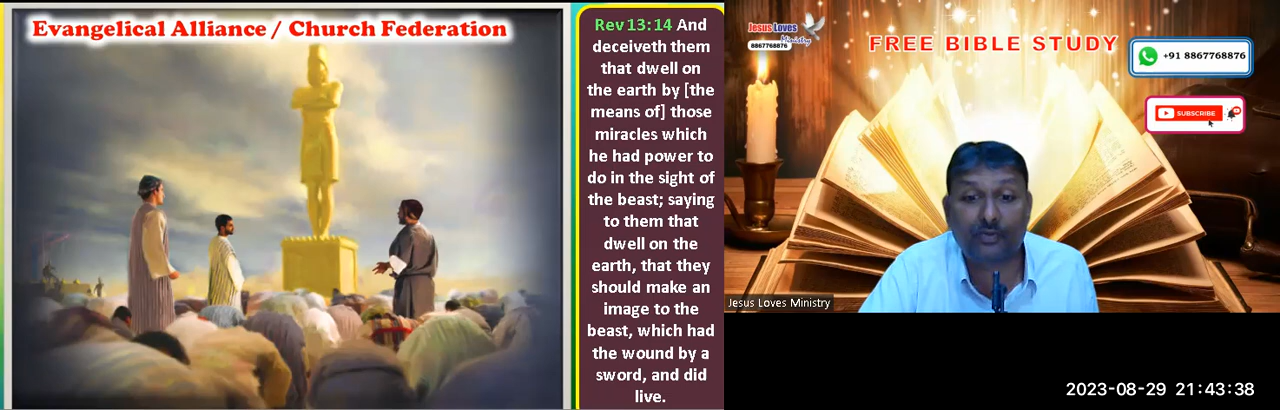 Evangelical Alliance / Church Federation
Rev 13:14 And
deceiveth them
that dwell on
the earth by [the
means of] those
miracles which
he had power to
do in the sight of
the beast; saying
to them that
dwell on the
earth, that they
should make an
image to the
beast, which had
the wound by a
sword, and did
live.
Jesus Loves
Ministry
8867768876
FREE BIBLE STUDY
+91 8867768876
SUBSCRIBE
Jesus Loves Ministry
2023-08-29 21:43:38